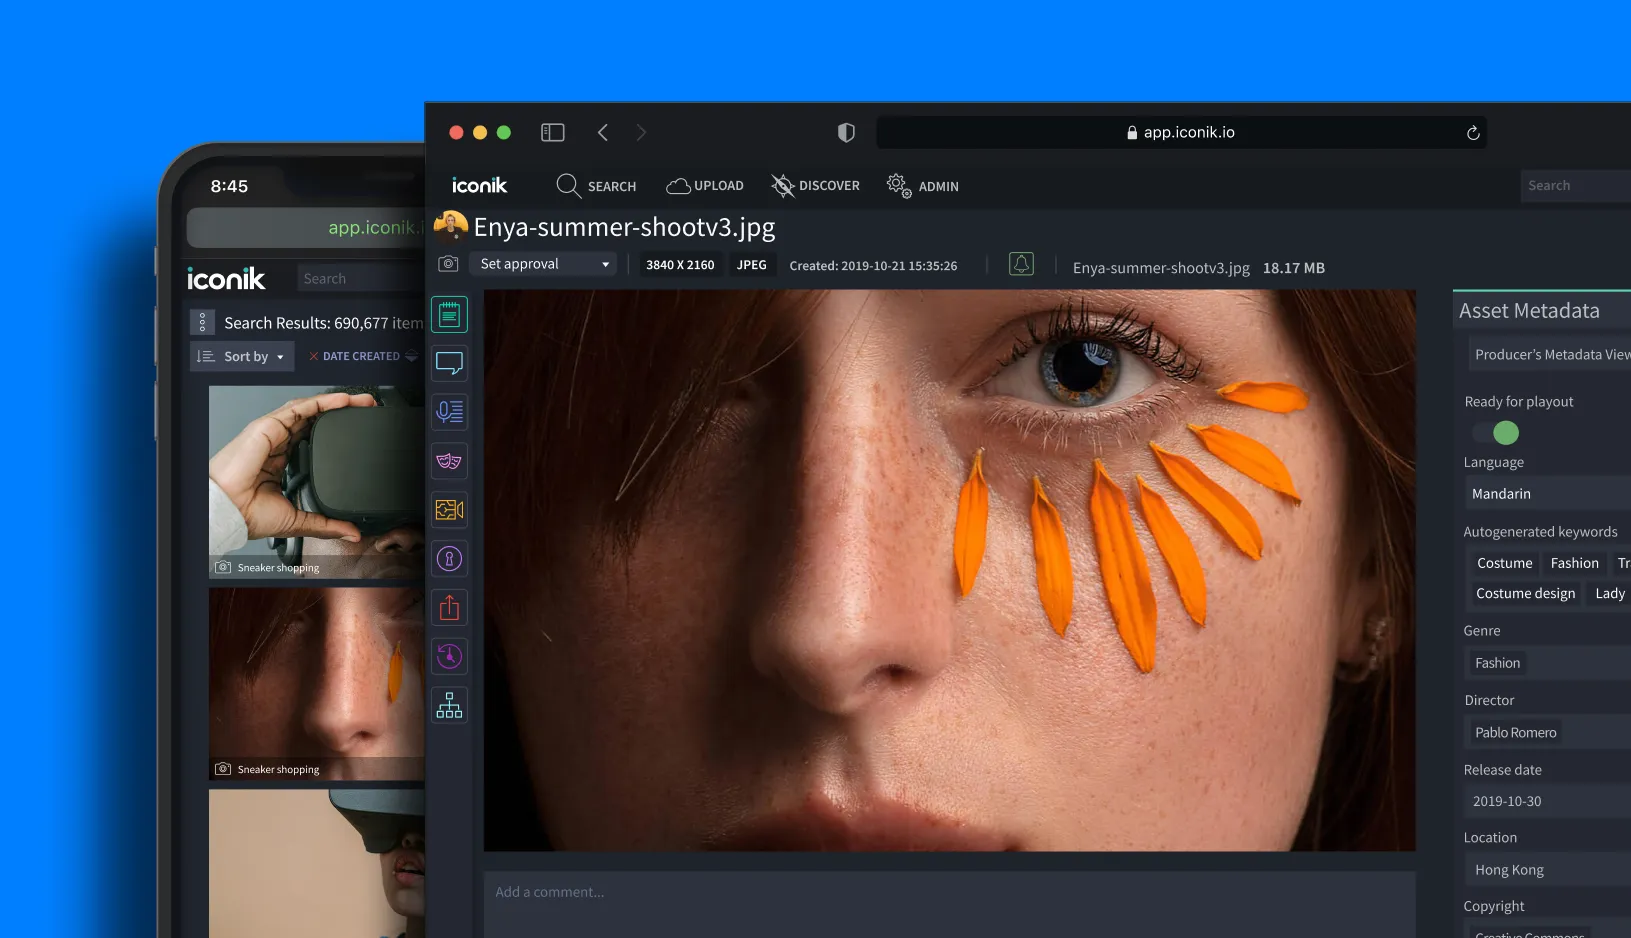 8:45
app.iconik.i
iconik
Search
Search Results: 690,677 item
Sort by
DATE CREATED
Sneaker shopping
Sneaker shopping
app.iconik.io
iconik
SEARCH
UPLOAD
DISCOVER
ADMIN
Search
Enya-summer-shootv3.jpg
Set approval
3840 X 2160
JPEG
Created: 2019-10-21 15:35:26
Enya-summer-shootv3.jpg
18.17 MB
Add a comment...
Asset Metadata
Producer's Metadata View
Ready for playout
Language
Mandarin
Autogenerated keywords
Costume Fashion Tr
Costume design Lady
Genre
Fashion
Director
Pablo Romero
Release date
2019-10-30
Location
Hong Kong
Copyright
Creative Commons